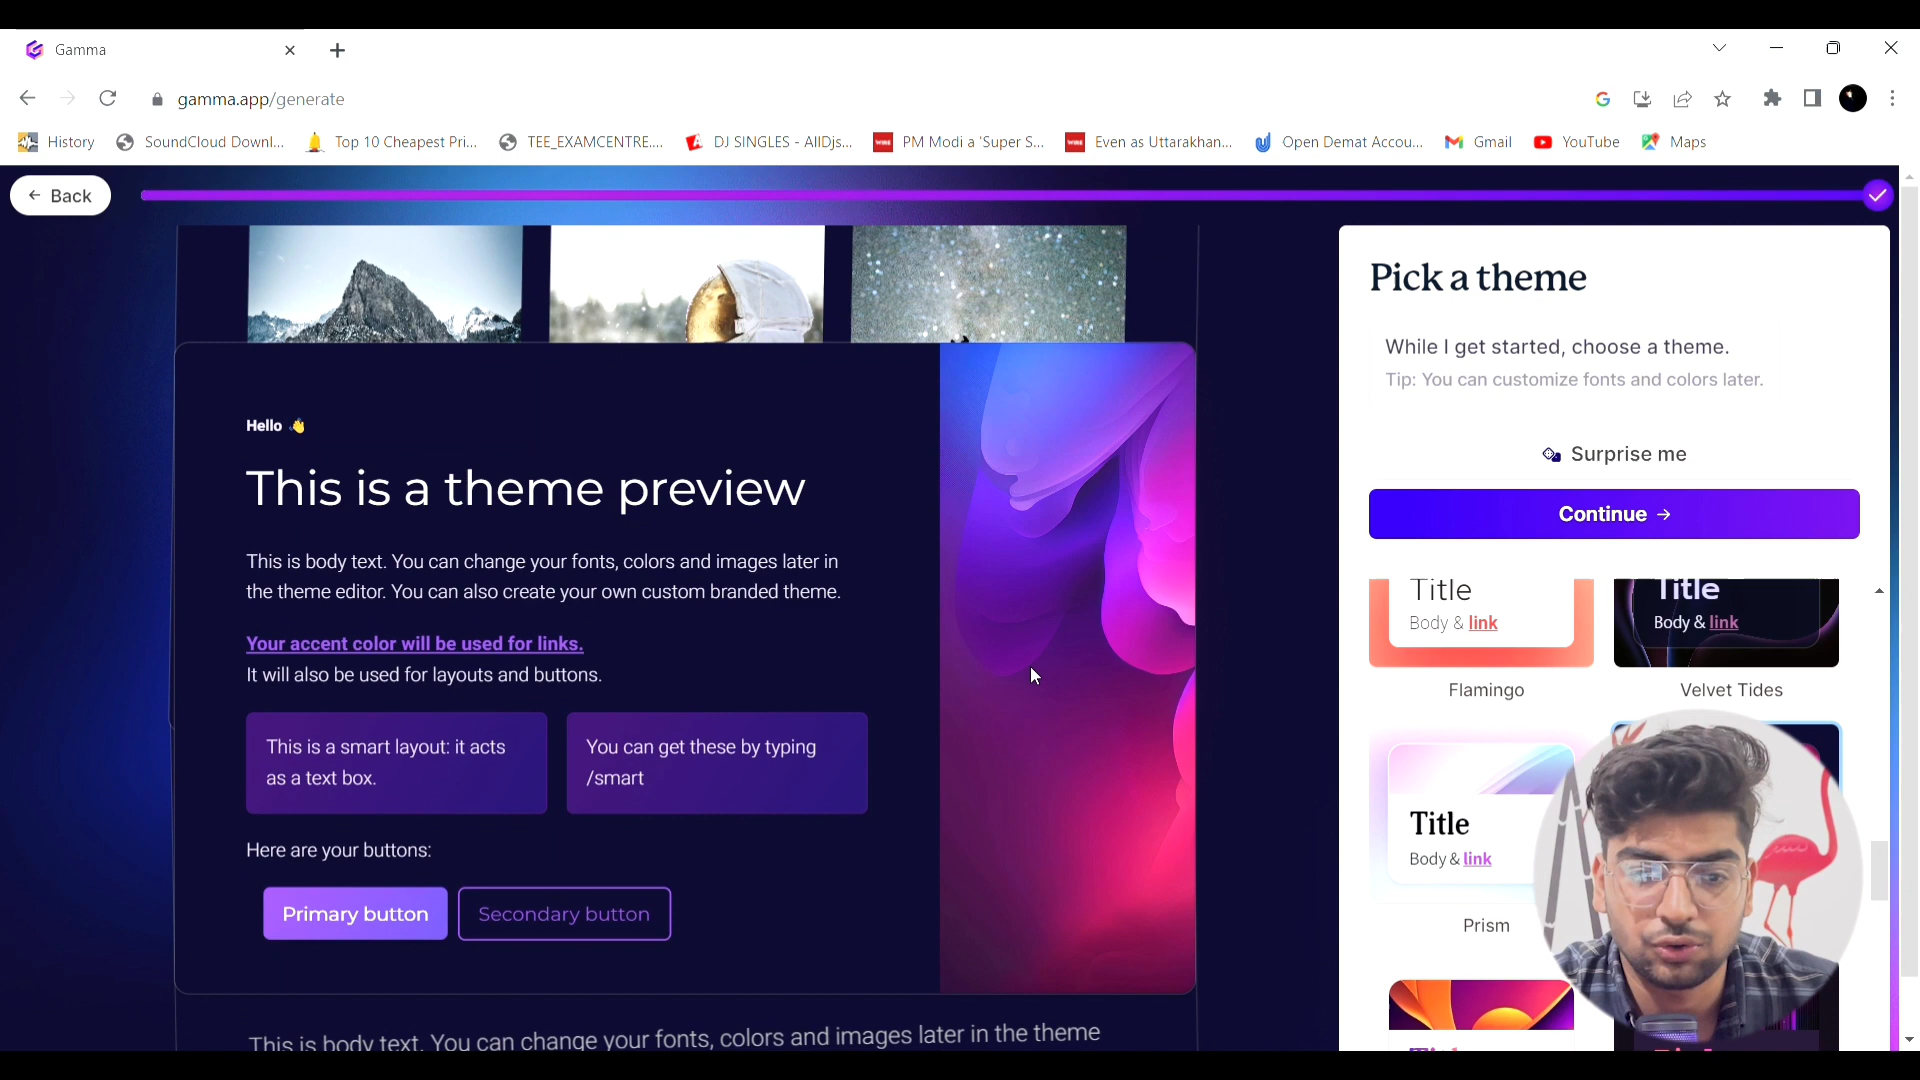 Gamma
gamma.app/generate
History
SoundCloud Downl...
Top 10 Cheapest Pri...
TEE_EXAMCENTRE....
DJ SINGLES - AllDjs...
PM Modi a 'Super S...
Even as Uttarakhan...
Open Demat Accou...
Gmail
YouTube
Maps
← Back
Hello 👋
This is a theme preview
This is body text. You can change your fonts, colors and images later in
the theme editor. You can also create your own custom branded theme.
Your accent color will be used for links.
It will also be used for layouts and buttons.
This is a smart layout: it acts
as a text box.
You can get these by typing
/smart
Here are your buttons:
Primary button
Secondary button
This is body text. You can change your fonts, colors and images later in the theme
Pick a theme
While I get started, choose a theme.
Tip: You can customize fonts and colors later.
Surprise me
Continue →
Title
Body & link
Flamingo
Title
Body & link
Velvet Tides
Title
Body & link
Prism